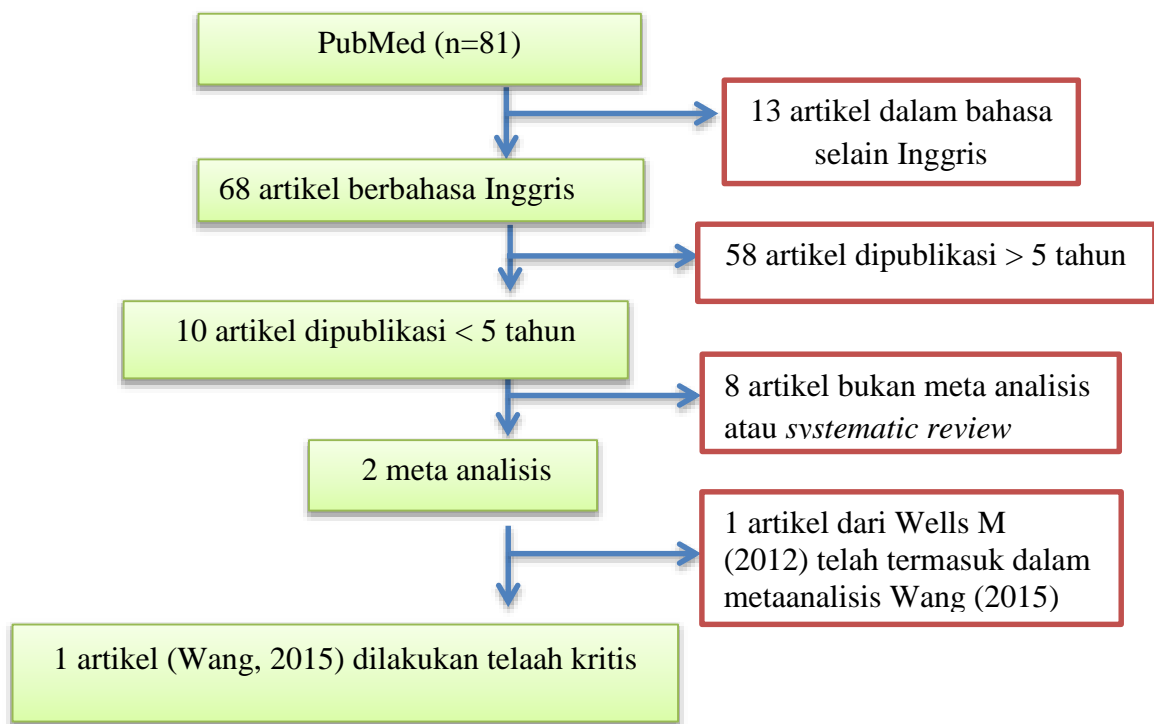 PubMed (n=81)
13 artikel dalam bahasa
selain Inggris
68 artikel berbahasa Inggris
58 artikel dipublikasi > 5 tahun
10 artikel dipublikasi < 5 tahun
8 artikel bukan meta analisis
atau systematic review
2 meta analisis
1 artikel dari Wells M
(2012) telah termasuk dalam
metaanalisis Wang (2015)
1 artikel (Wang, 2015) dilakukan telaah kritis